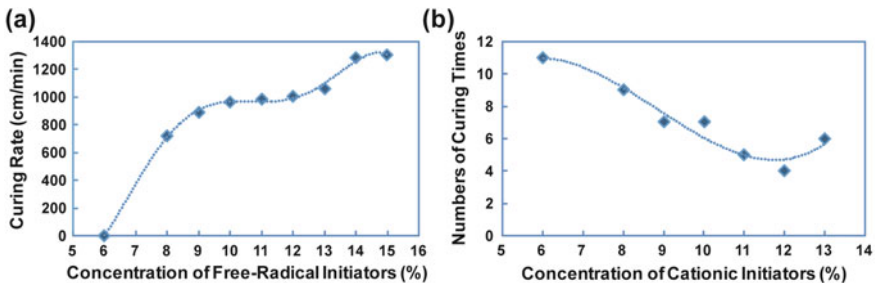 (a)
1400
1200
1000
800
600
400
200
0
Curing Rate (cm/min)
5 6 7 8 9 10 11 12 13 14 15 16
Concentration of Free-Radical Initiators (%)
(b)
12
10
8
6
4
2
0
Numbers of Curing Times
5 6 7 8 9 10 11 12 13 14
Concentration of Cationic Initiators (%)